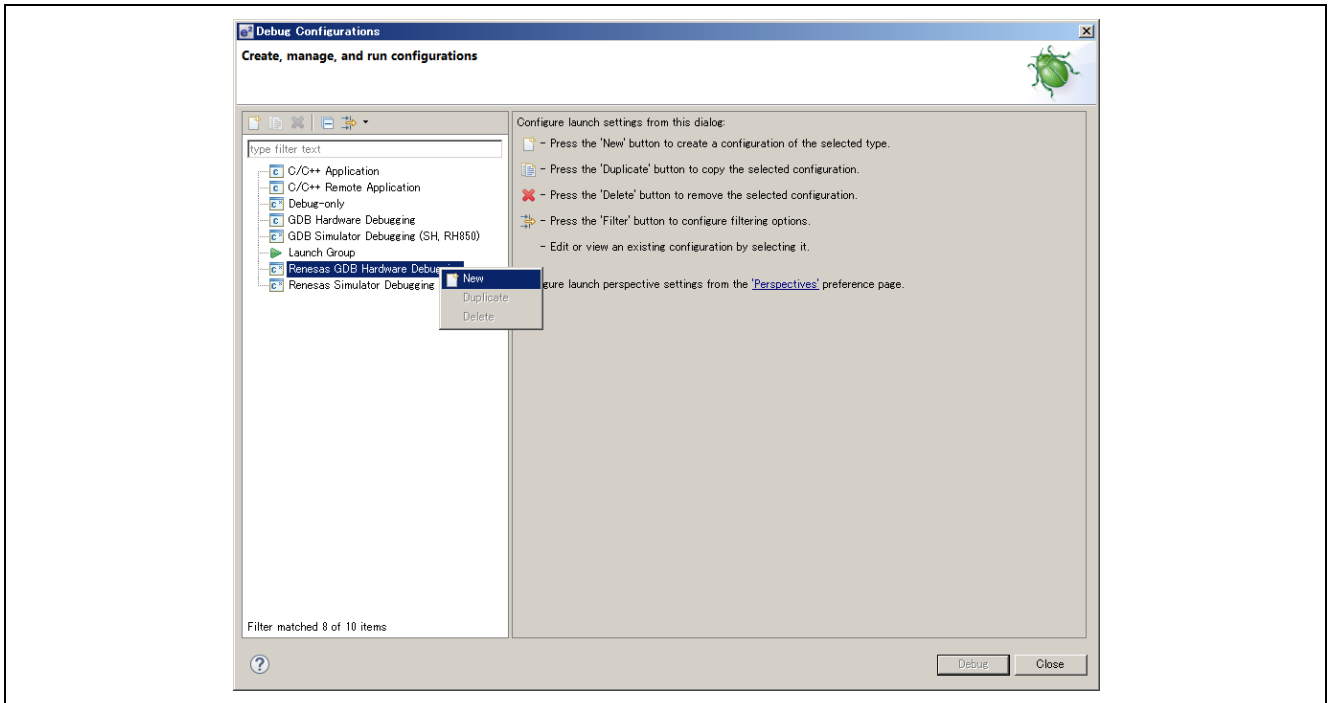 e² Debug Configurations
Create, manage, and run configurations
type filter text
C/C++ Application
C/C++ Remote Application
Debug-only
GDB Hardware Debugging
GDB Simulator Debugging (SH, RH850)
Launch Group
Renesas GDB Hardware
Renesas Simulator Debugging
New
Duplicate
Delete
Filter matched 8 of 10 items
Configure launch settings from this dialog:
- Press the 'New' button to create a configuration of the selected type.
- Press the 'Duplicate' button to copy the selected configuration.
- Press the 'Delete' button to remove the selected configuration.
- Press the 'Filter' button to configure filtering options.
- Edit or view an existing configuration by selecting it.
launch perspective settings from the 'Perspectives' preference page.
Debug
Close